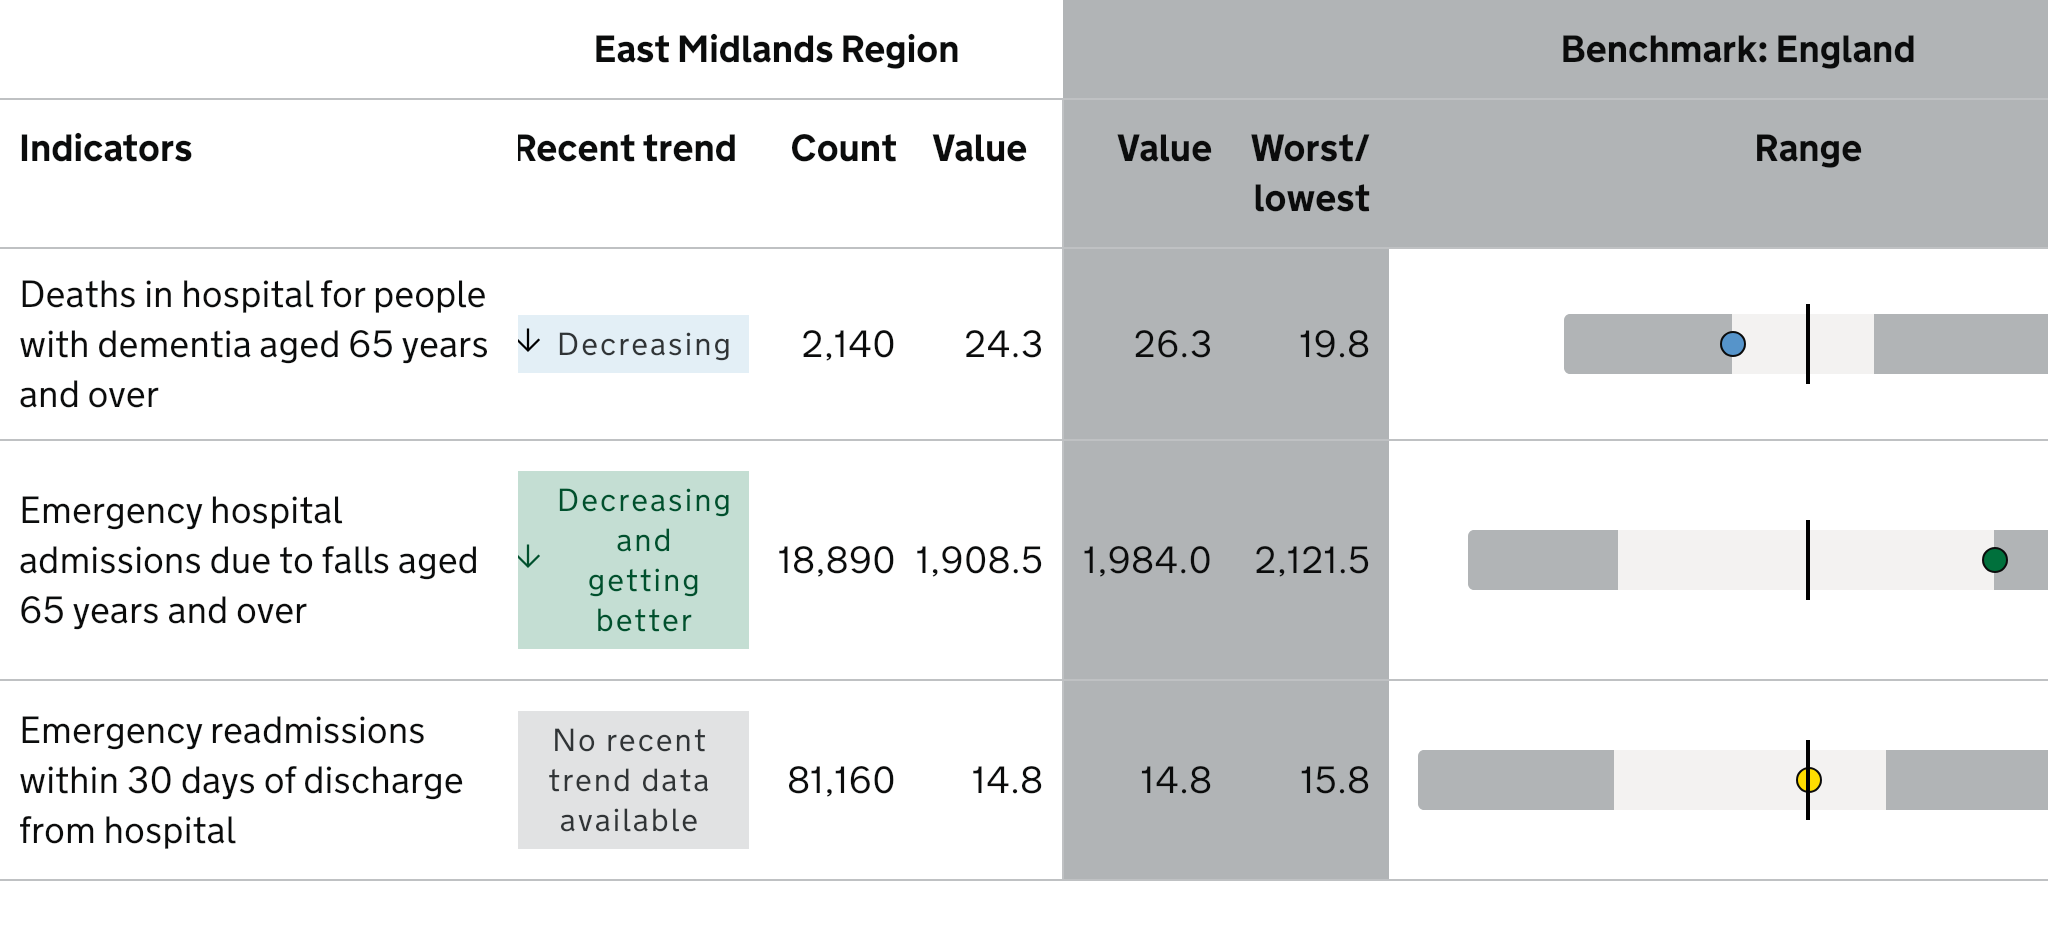 East Midlands Region
Benchmark: England
Indicators
Recent trend
Count
Value
Value
Worst/
lowest
Range
Deaths in hospital for people
with dementia aged 65 years
and over
↓ Decreasing
2,140
24.3
26.3
19.8
Emergency hospital
admissions due to falls aged
65 years and over
↓ Decreasing
and
getting
better
18,890
1,908.5
1,984.0
2,121.5
Emergency readmissions
within 30 days of discharge
from hospital
No recent
trend data
available
81,160
14.8
14.8
15.8